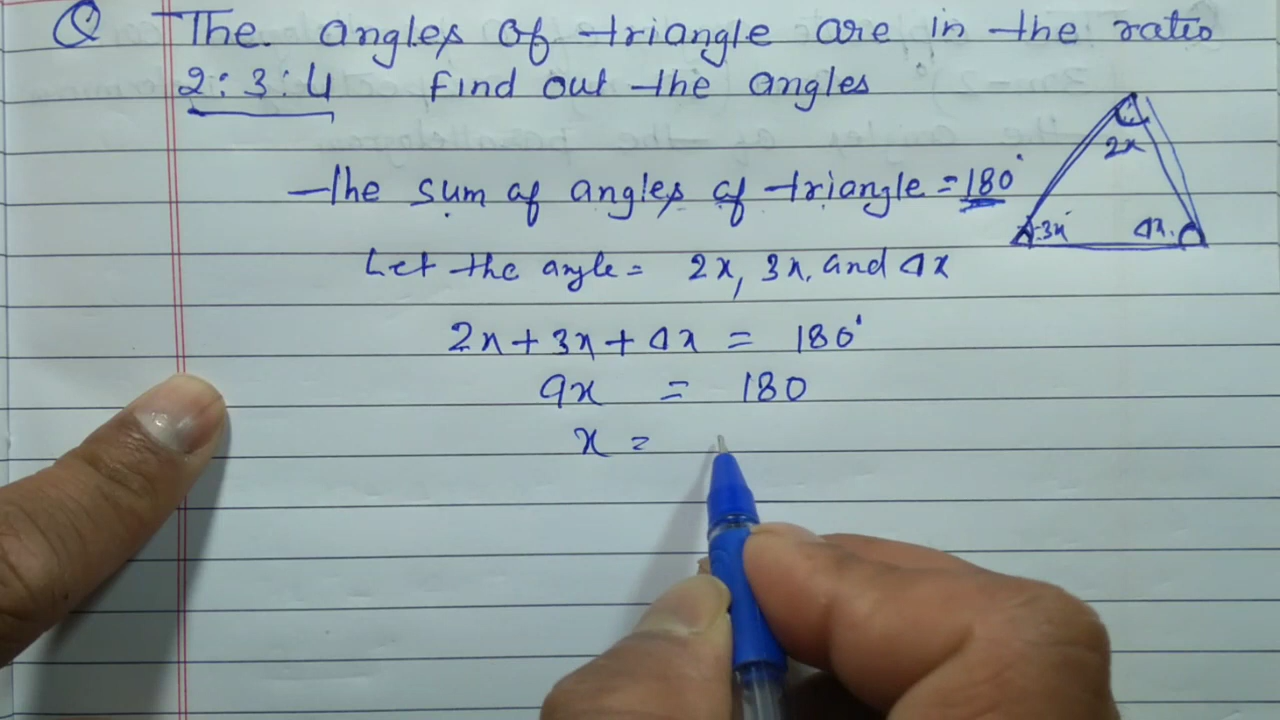 Q The angles of triangle are in the ratio
2:3:4 find out the angles
The sum of angles of triangle = 180°
2x
3x
4x
Let the angle = 2x, 3x, and 4x
2x + 3x + 4x = 180°
9x = 180
x =